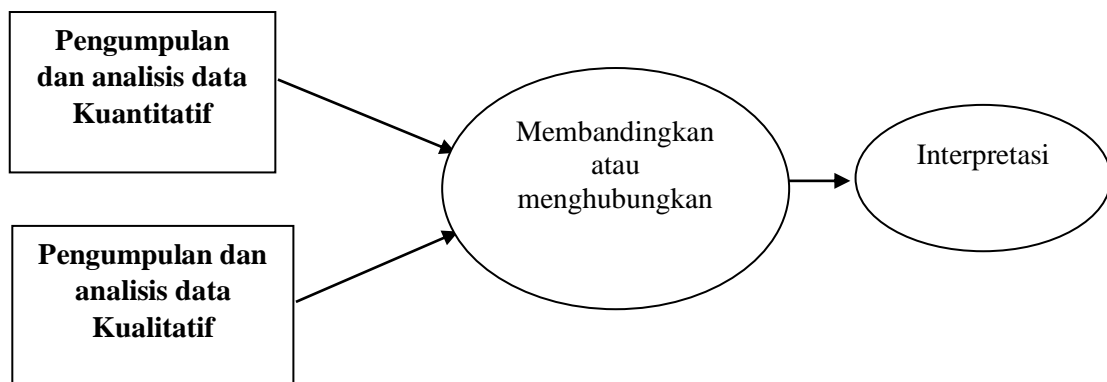 Pengumpulan
dan analisis data
Kuantitatif
Membandingkan
atau
menghubungkan
Interpretasi
Pengumpulan dan
analisis data
Kualitatif